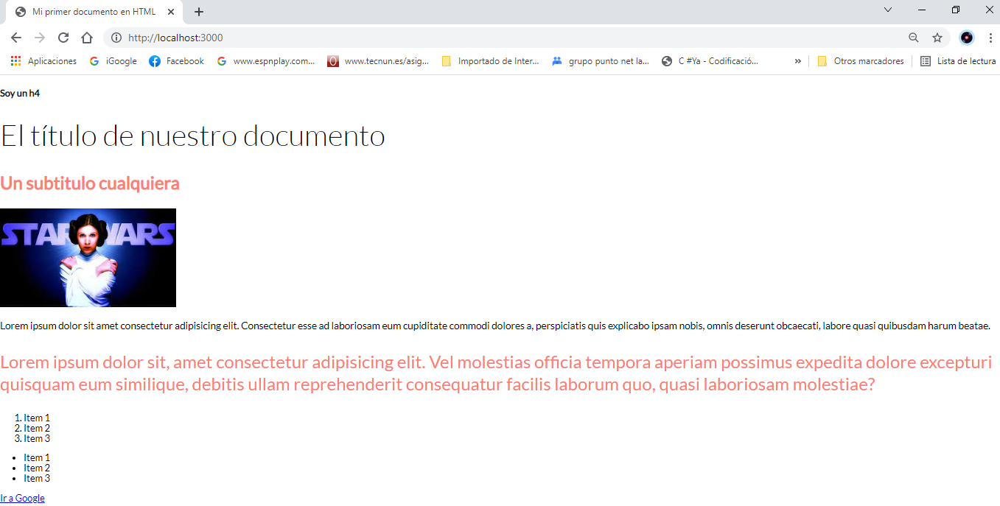 Mi primer documento en HTML
http://localhost:3000
Aplicaciones iGoogle Facebook www.espnplay.com... www.tecnun.es/asig... Importado de Inter... grupo punto net la... C #Ya - Codificació... » Otros marcadores Lista de lectura
Soy un h4
El título de nuestro documento
Un subtitulo cualquiera
STAR WARS
Lorem ipsum dolor sit amet consectetur adipisicing elit. Consectetur esse ad laboriosam eum cupiditate commodi dolores a, perspiciatis quis explicabo ipsam nobis, omnis deserunt obcaecati, labore quasi quibusdam harum beatae.
Lorem ipsum dolor sit, amet consectetur adipisicing elit. Vel molestias officia tempora aperiam possimus expedita dolore excepturi
quisquam eum similique, debitis ullam reprehenderit consequatur facilis laborum quo, quasi laboriosam molestiae?
1. Item 1
2. Item 2
3. Item 3
• Item 1
• Item 2
• Item 3
Ir a Google